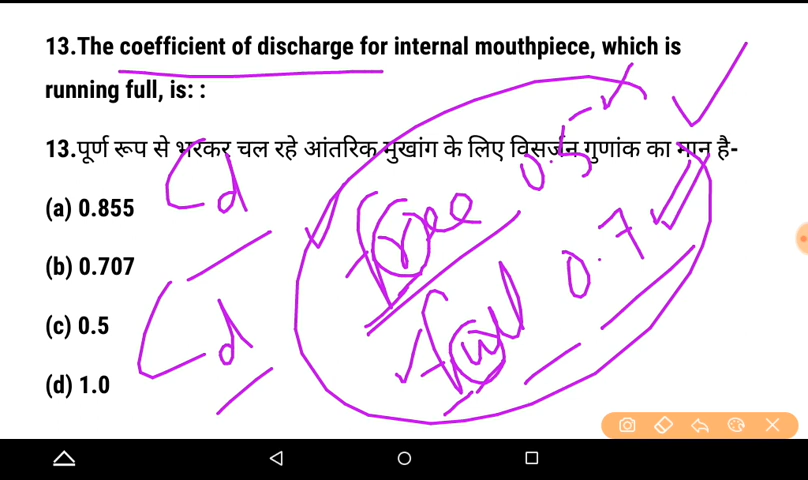 13.The coefficient of discharge for internal mouthpiece, which is
running full, is: :
13.पूर्ण रूप से भरकर चल रहे आंतरिक मुखांग के लिए विसर्जन गुणांक का मान है-
(a) 0.855
(b) 0.707
(c) 0.5
(d) 1.0
Cd
free 0.5
Cd
full 0.7